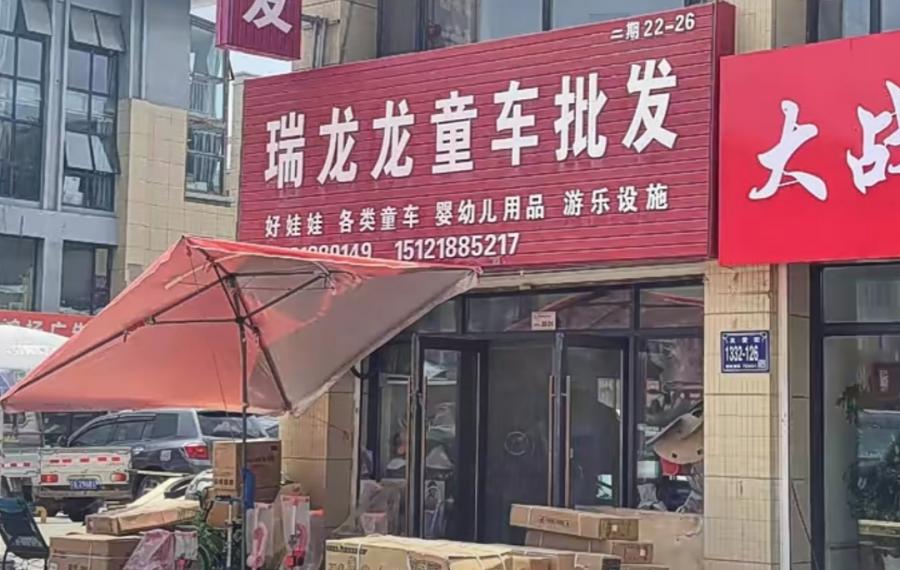 发
二期22-26
瑞龙龙童车批发
好娃娃 各类童车 婴幼儿用品 游乐设施
15121885217
大战
1332-126